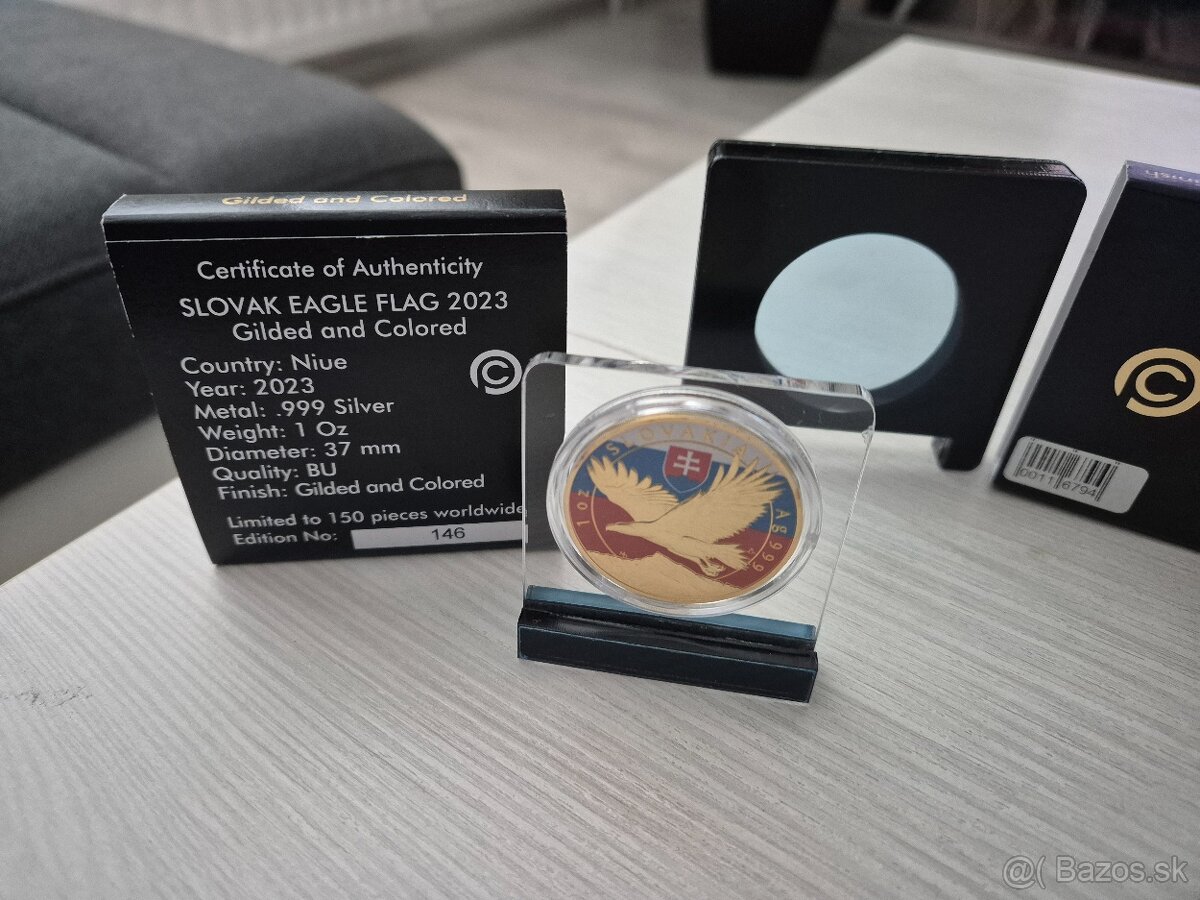 Gilded and Colored
Certificate of Authenticity
SLOVAK EAGLE FLAG 2023
Gilded and Colored
Country: Niue
Year: 2023
Metal: .999 Silver
Weight: 1 Oz
Diameter: 37 mm
Quality: BU
Finish: Gilded and Colored
Limited to 150 pieces worldwide
Edition No: 146
1 oz
Ag 999
0011 6794
@( Bazos.sk